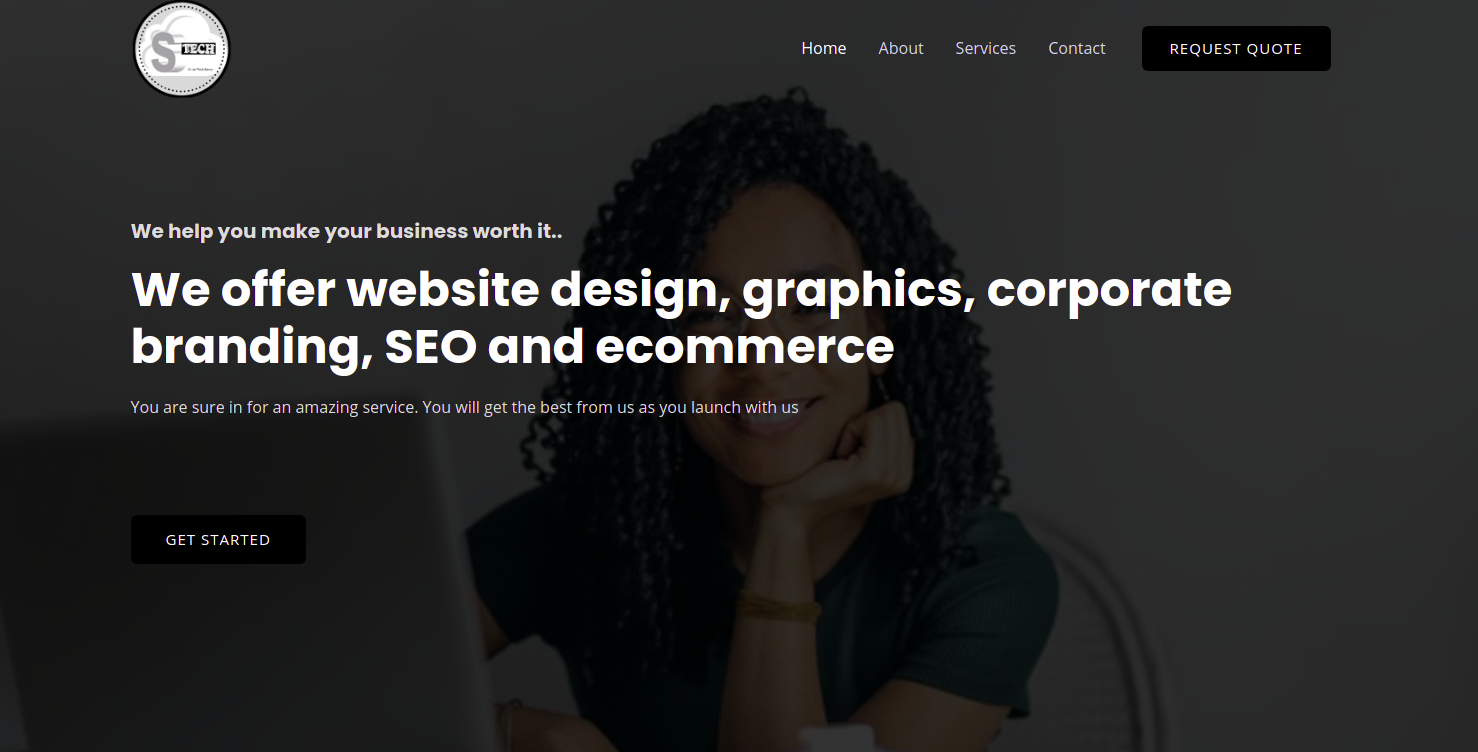 S TECH
Home About Services Contact REQUEST QUOTE
We help you make your business worth it..
We offer website design, graphics, corporate
branding, SEO and ecommerce
You are sure in for an amazing service. You will get the best from us as you launch with us
GET STARTED